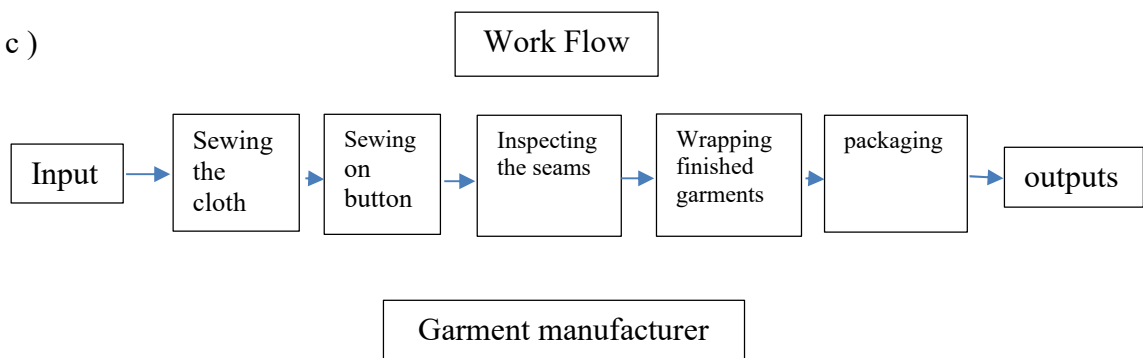 c )
Work Flow
Input
Sewing
the
cloth
Sewing
on
button
Inspecting
the seams
Wrapping
finished
garments
packaging
outputs
Garment manufacturer